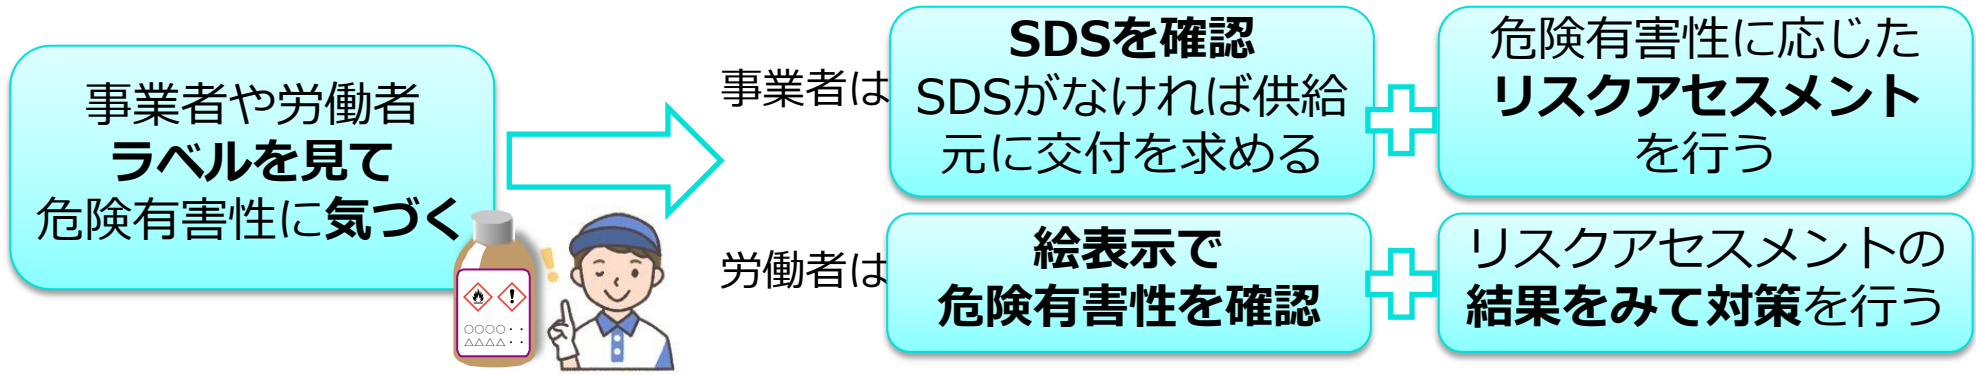 事業者や労働者
ラベルを見て
危険有害性に気づく
○○○○・・
△△△△・・
事業者は
SDSを確認
SDSがなければ供給
元に交付を求める
危険有害性に応じた
リスクアセスメント
を行う
労働者は
絵表示で
危険有害性を確認
リスクアセスメントの
結果をみて対策を行う